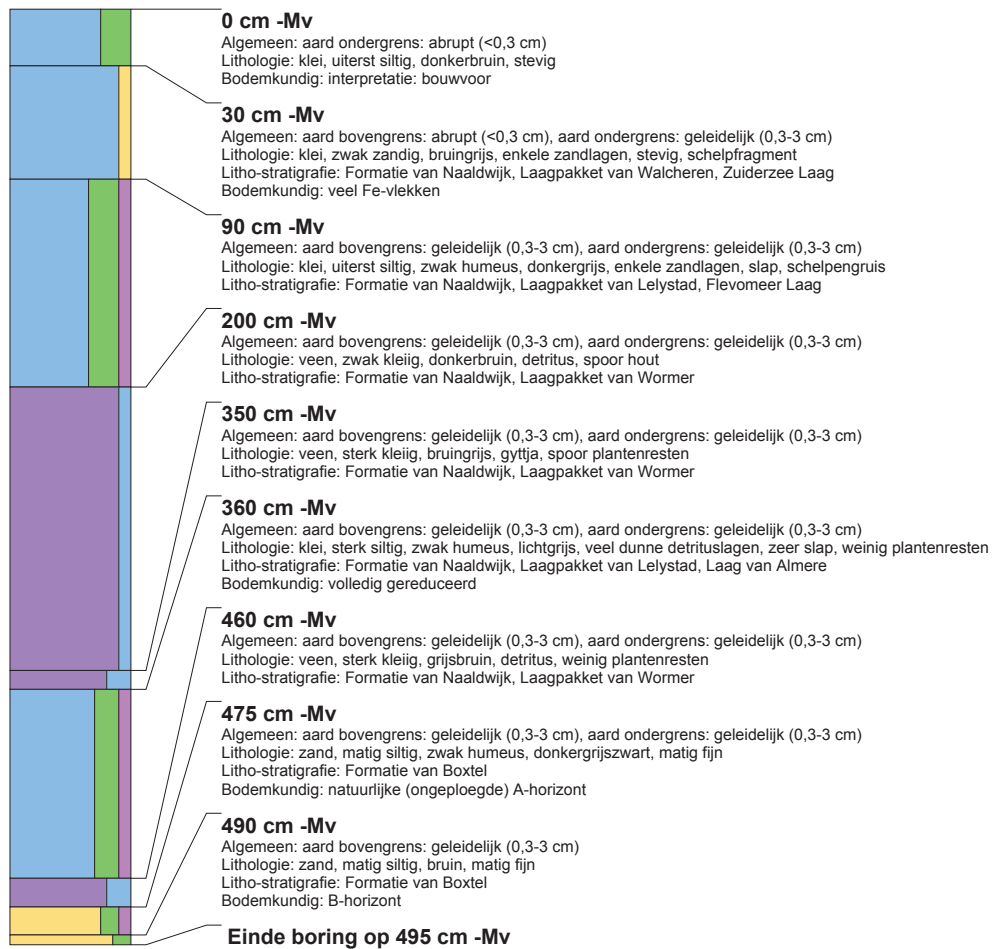 0 cm -Mv
Algemeen: aard ondergrens: abrupt (<0,3 cm)
Lithologie: klei, uiterst siltig, donkerbruin, stevig
Bodemkundig: interpretatie: bouwvoor
30 cm -Mv
Algemeen: aard bovengrens: abrupt (<0,3 cm), aard ondergrens: geleidelijk (0,3-3 cm)
Lithologie: klei, zwak zandig, bruingrijs, enkele zandlagen, stevig, schelpfragment
Litho-stratigrafie: Formatie van Naaldwijk, Laagpakket van Walcheren, Zuiderzee Laag
Bodemkundig: veel Fe-vlekken
90 cm -Mv
Algemeen: aard bovengrens: geleidelijk (0,3-3 cm), aard ondergrens: geleidelijk (0,3-3 cm)
Lithologie: klei, uiterst siltig, zwak humeus, donkergrijs, enkele zandlagen, slap, schelpengruis
Litho-stratigrafie: Formatie van Naaldwijk, Laagpakket van Lelystad, Flevomeer Laag
200 cm -Mv
Algemeen: aard bovengrens: geleidelijk (0,3-3 cm), aard ondergrens: geleidelijk (0,3-3 cm)
Lithologie: veen, zwak kleiig, donkerbruin, detritus, spoor hout
Litho-stratigrafie: Formatie van Naaldwijk, Laagpakket van Wormer
350 cm -Mv
Algemeen: aard bovengrens: geleidelijk (0,3-3 cm), aard ondergrens: geleidelijk (0,3-3 cm)
Lithologie: veen, sterk kleiig, bruingrijs, gyttja, spoor plantenresten
Litho-stratigrafie: Formatie van Naaldwijk, Laagpakket van Wormer
360 cm -Mv
Algemeen: aard bovengrens: geleidelijk (0,3-3 cm), aard ondergrens: geleidelijk (0,3-3 cm)
Lithologie: klei, sterk siltig, zwak humeus, lichtgrijs, veel dunne detrituslagen, zeer slap, weinig plantenresten
Litho-stratigrafie: Formatie van Naaldwijk, Laagpakket van Lelystad, Laag van Almere
Bodemkundig: volledig gereduceerd
460 cm -Mv
Algemeen: aard bovengrens: geleidelijk (0,3-3 cm), aard ondergrens: geleidelijk (0,3-3 cm)
Lithologie: veen, sterk kleiig, grijsbruin, detritus, weinig plantenresten
Litho-stratigrafie: Formatie van Naaldwijk, Laagpakket van Wormer
475 cm -Mv
Algemeen: aard bovengrens: geleidelijk (0,3-3 cm), aard ondergrens: geleidelijk (0,3-3 cm)
Lithologie: zand, matig siltig, zwak humeus, donkergrijszwart, matig fijn
Litho-stratigrafie: Formatie van Boxtel
Bodemkundig: natuurlijke (ongeploegde) A-horizont
490 cm -Mv
Algemeen: aard bovengrens: geleidelijk (0,3-3 cm)
Lithologie: zand, matig siltig, bruin, matig fijn
Litho-stratigrafie: Formatie van Boxtel
Bodemkundig: B-horizont
Einde boring op 495 cm -Mv